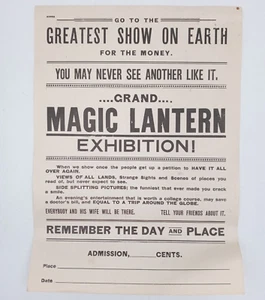 GO TO THE
GREATEST SHOW ON EARTH
FOR THE MONEY.
YOU MAY NEVER SEE ANOTHER LIKE IT.
....GRAND....
MAGIC LANTERN
EXHIBITION!
When we show once the people get up a petition to HAVE IT ALL
OVER AGAIN.
VIEWS OF ALL LANDS, Strange Sights and Scenes of places you
read of, but never expect to see.
SIDE SPLITTING PICTURES; the funniest that ever made you crack
a smile.
An evening's entertainment that is worth a college course, may save
a doctor's bill, and EQUAL TO A TRIP AROUND THE GLOBE.
EVERYBODY AND HIS WIFE WILL BE THERE. TELL YOUR FRIENDS ABOUT IT.
REMEMBER THE DAY AND PLACE
ADMISSION,______CENTS.
Place
Date